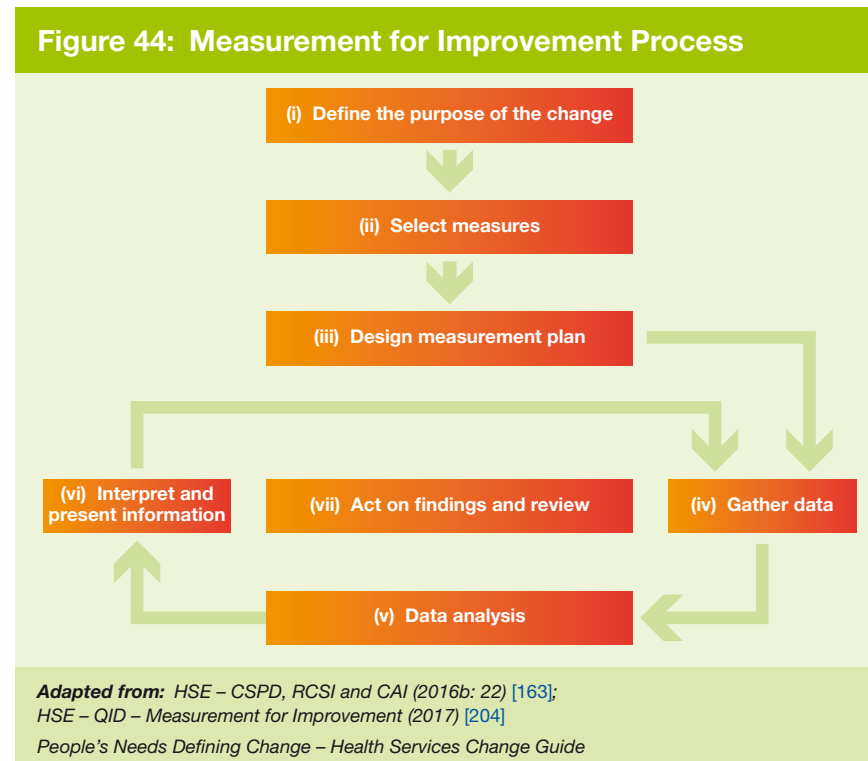 Figure 44: Measurement for Improvement Process
(i) Define the purpose of the change
(ii) Select measures
(iii) Design measurement plan
(vi) Interpret and
present information
(vii) Act on findings and review
(iv) Gather data
(v) Data analysis
Adapted from: HSE – CSPD, RCSI and CAI (2016b: 22) [163];
HSE – QID – Measurement for Improvement (2017) [204]
People's Needs Defining Change – Health Services Change Guide